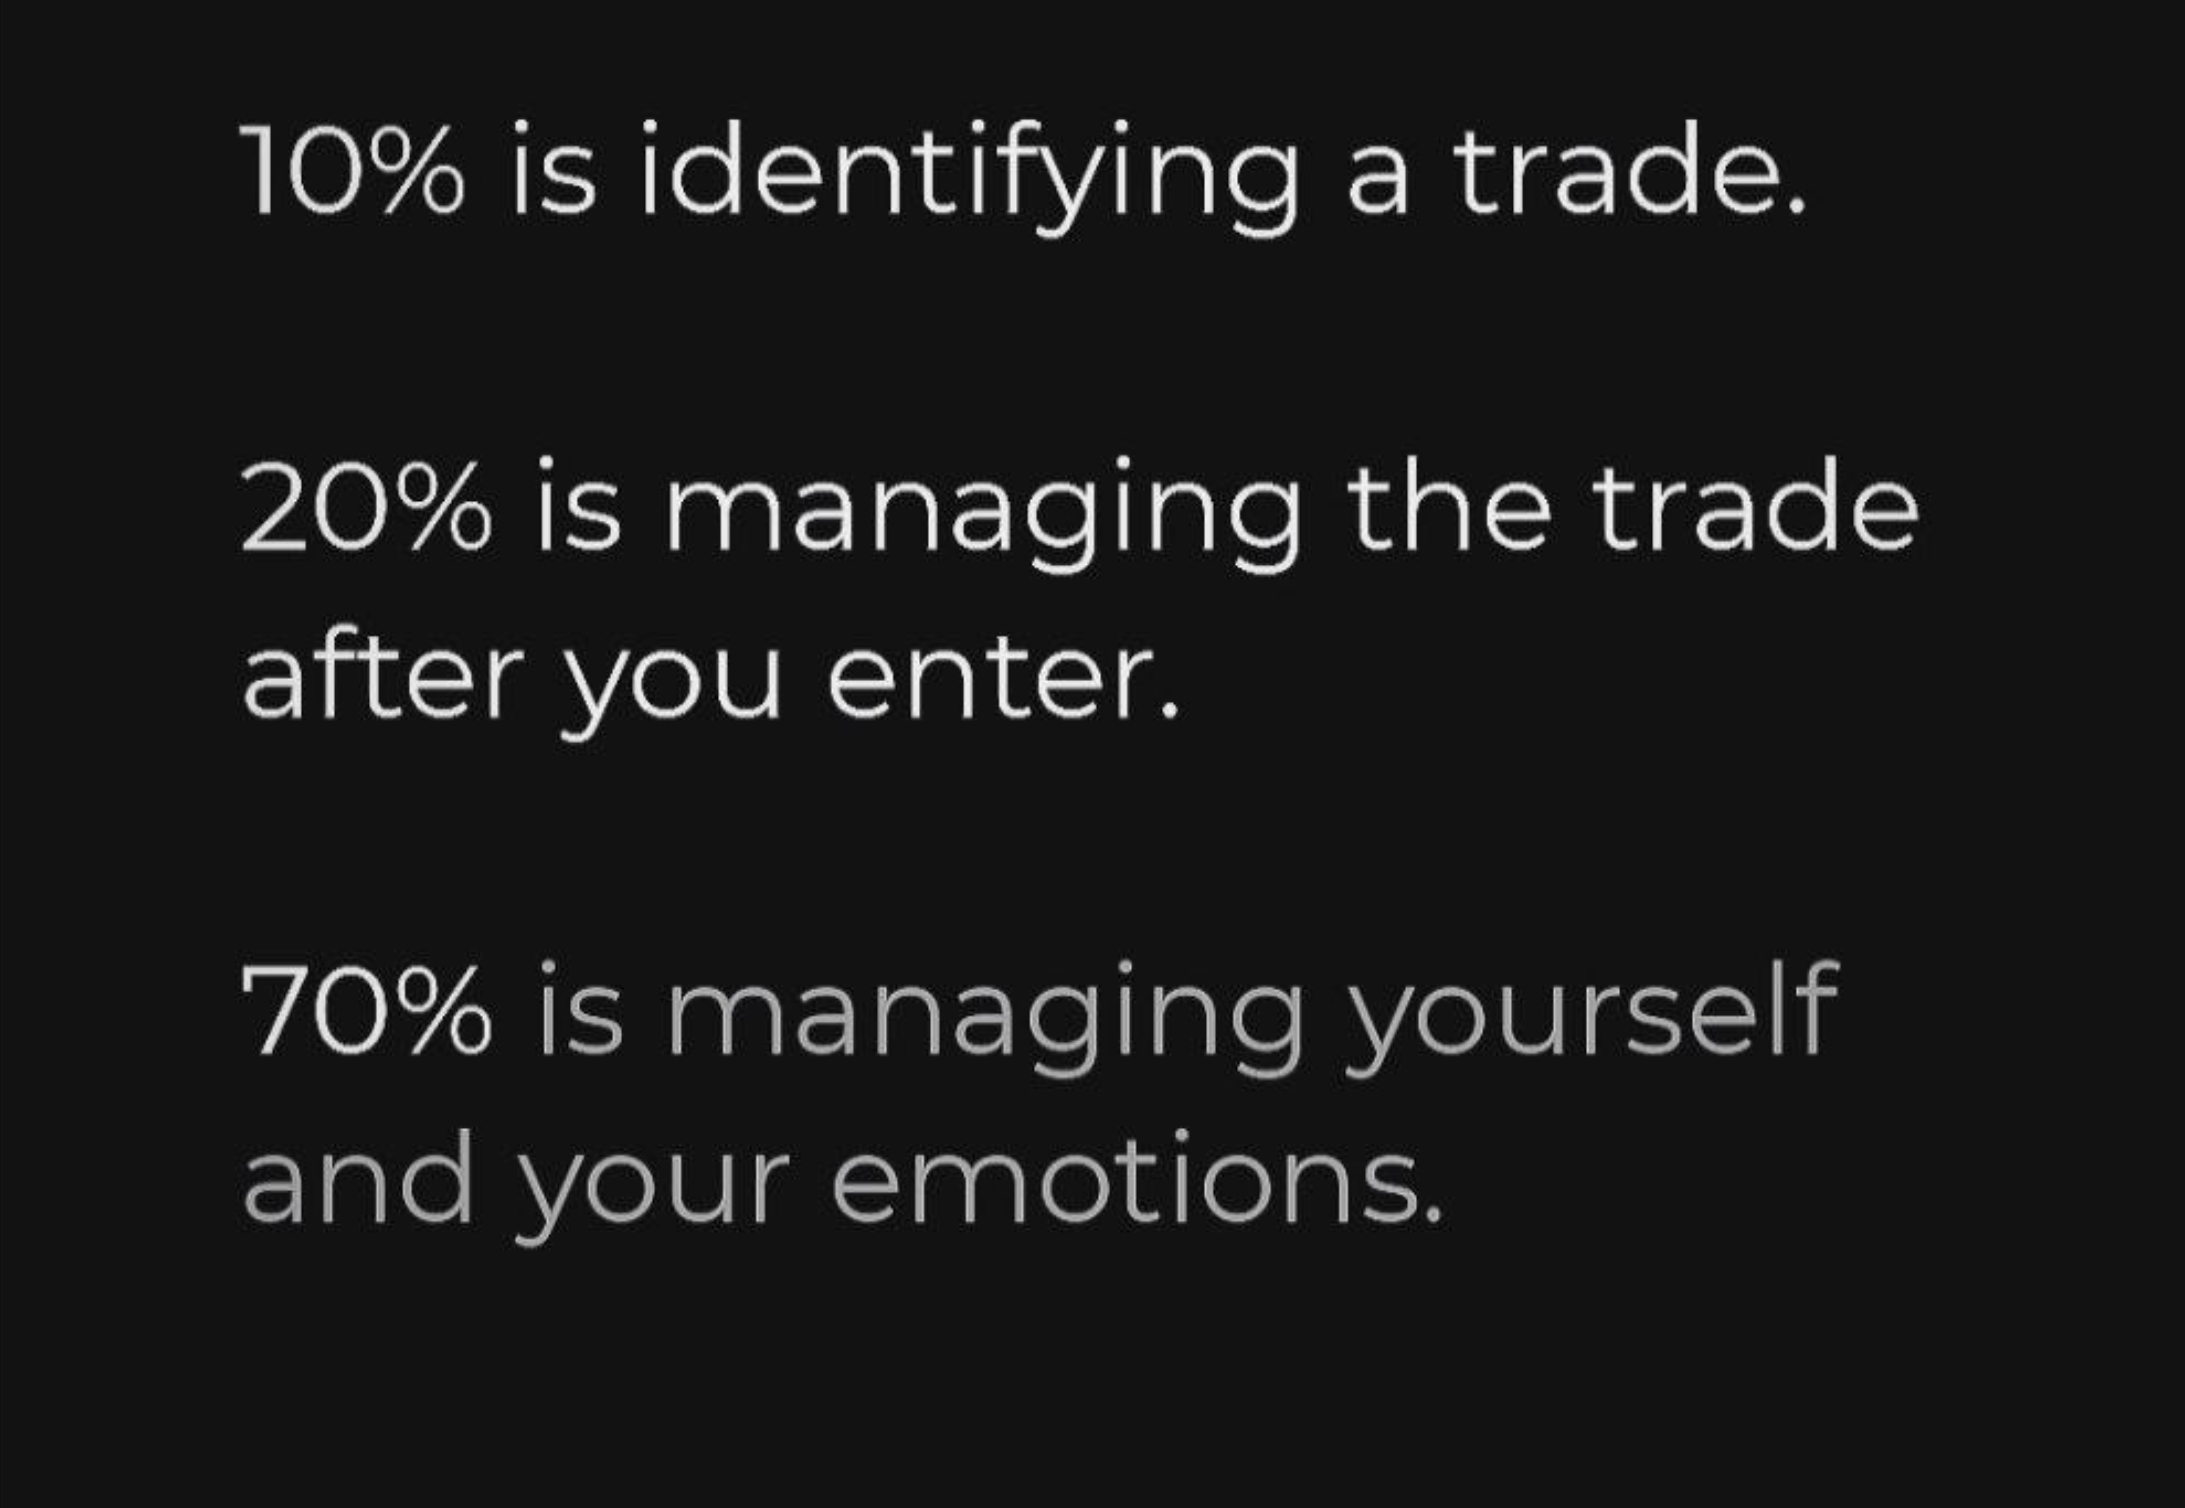 10% is identifying a trade.
20% is managing the trade
after you enter.
70% is managing yourself
and your emotions.